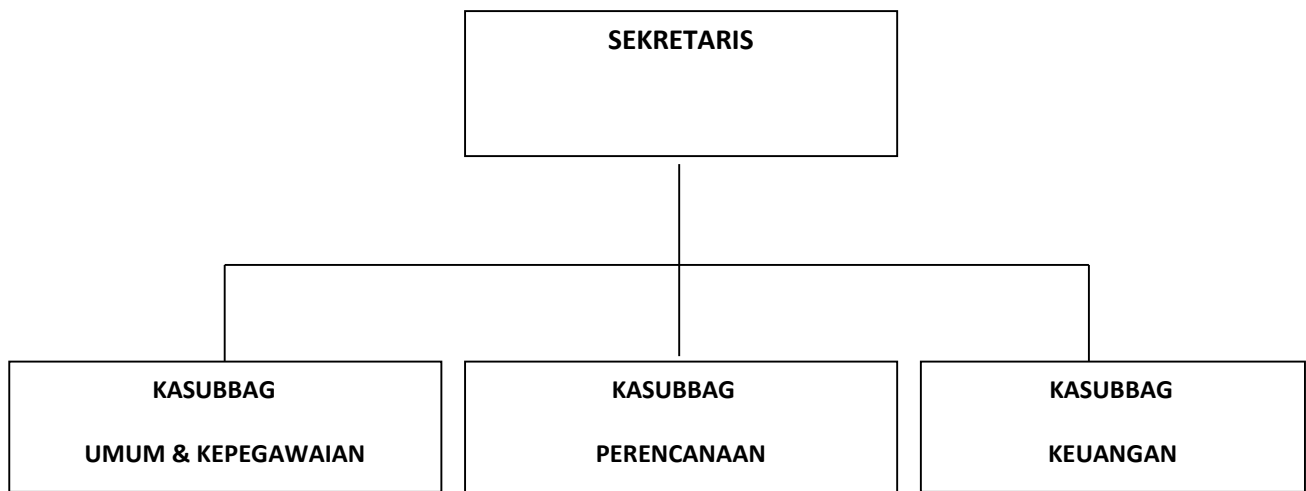 SEKRETARIS
KASUBBAG
UMUM & KEPEGAWAIAN
KASUBBAG
PERENCANAAN
KASUBBAG
KEUANGAN